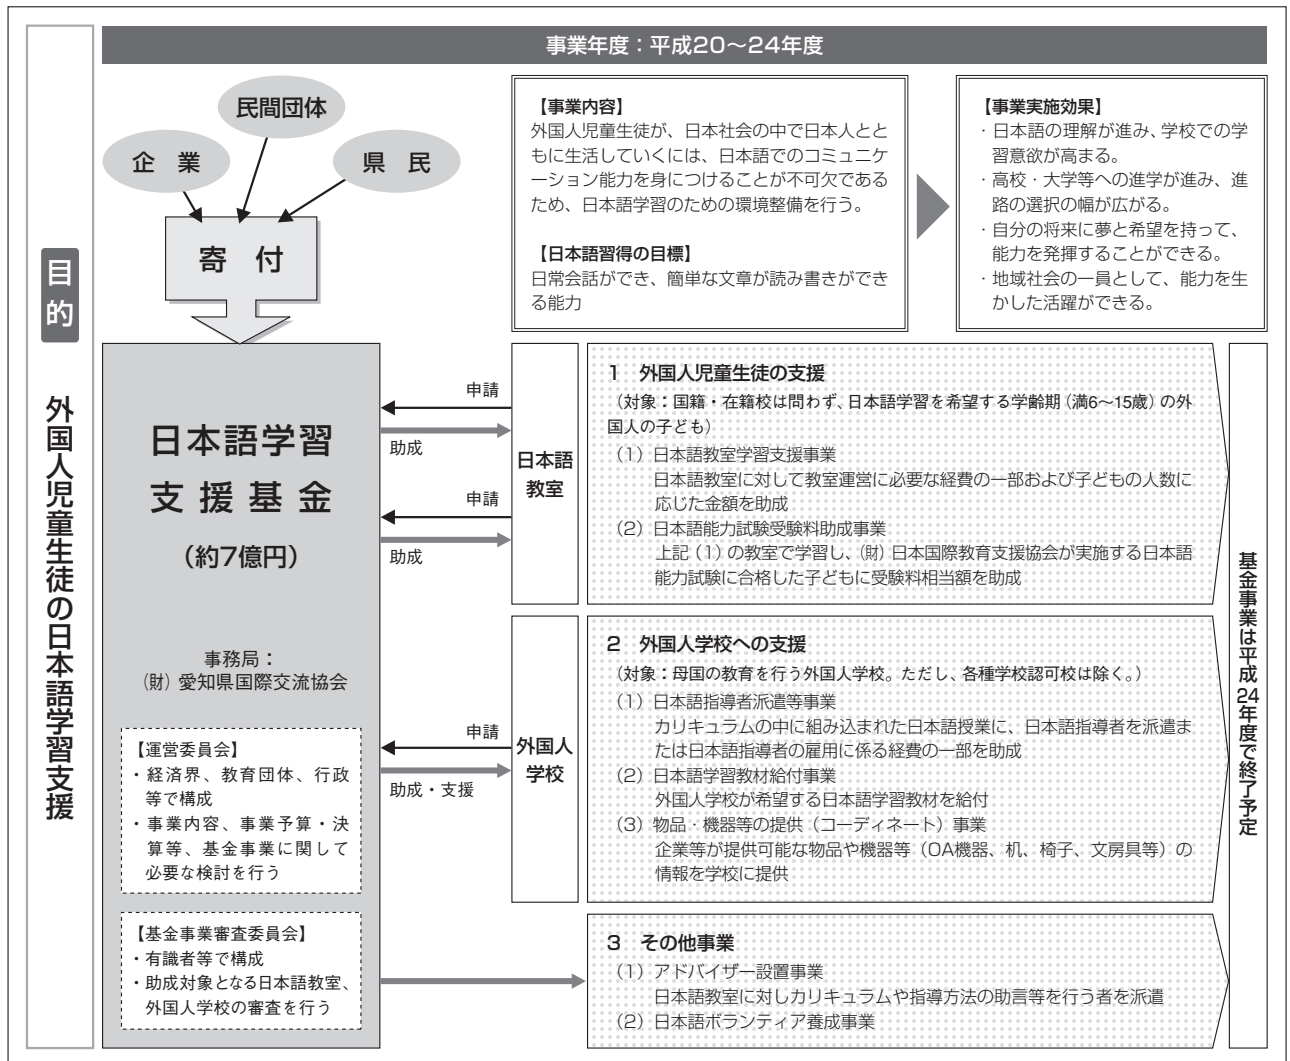 事業年度：平成20～24年度
目的
外国人児童生徒の日本語学習支援
民間団体
企　業
県　民
寄　付
【事業内容】
外国人児童生徒が、日本社会の中で日本人とと
もに生活していくには、日本語でのコミュニケ
ーション能力を身につけることが不可欠である
ため、日本語学習のための環境整備を行う。
【日本語習得の目標】
日常会話ができ、簡単な文章が読み書きができ
る能力
【事業実施効果】
・日本語の理解が進み、学校での学
習意欲が高まる。
・高校・大学等への進学が進み、進
路の選択の幅が広がる。
・自分の将来に夢と希望を持って、
能力を発揮することができる。
・地域社会の一員として、能力を生
かした活躍ができる。
日本語学習
支援基金
（約7億円）
事務局：
（財）愛知県国際交流協会
【運営委員会】
・経済界、教育団体、行政
等で構成
・事業内容、事業予算・決
算等、基金事業に関して
必要な検討を行う
【基金事業審査委員会】
・有識者等で構成
・助成対象となる日本語教室、
外国人学校の審査を行う
申請
助成
申請
助成
日本語
教室
1　外国人児童生徒の支援
（対象：国籍・在籍校は問わず、日本語学習を希望する学齢期（満6～15歳）の外
国人の子ども）
（1）日本語教室学習支援事業
日本語教室に対して教室運営に必要な経費の一部および子どもの人数に
応じた金額を助成
（2）日本語能力試験受験料助成事業
上記（1）の教室で学習し、（財）日本国際教育支援協会が実施する日本語
能力試験に合格した子どもに受験料相当額を助成
申請
助成・支援
外国人
学校
2　外国人学校への支援
（対象：母国の教育を行う外国人学校。ただし、各種学校認可校は除く。）
（1）日本語指導者派遣等事業
カリキュラムの中に組み込まれた日本語授業に、日本語指導者を派遣ま
たは日本語指導者の雇用に係る経費の一部を助成
（2）日本語学習教材給付事業
外国人学校が希望する日本語学習教材を給付
（3）物品・機器等の提供（コーディネート）事業
企業等が提供可能な物品や機器等（OA機器、机、椅子、文房具等）の
情報を学校に提供
3　その他事業
（1）アドバイザー設置事業
日本語教室に対しカリキュラムや指導方法の助言等を行う者を派遣
（2）日本語ボランティア養成事業
基金事業は平成24年度で終了予定